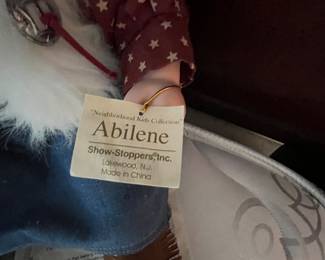 "Neighborhood Kids Collection"
Abilene
Show-Stoppers, Inc.
Lakewood, N.J.
Made in China